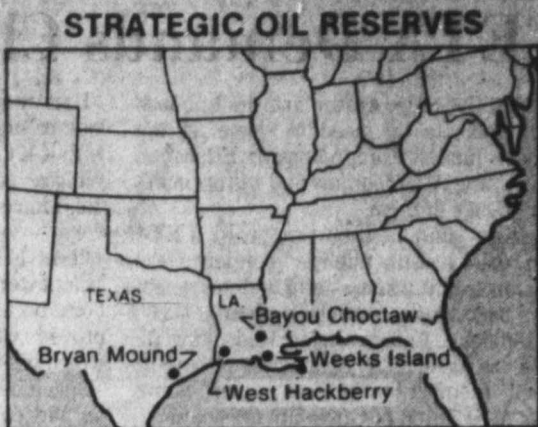 STRATEGIC OIL RESERVES
TEXAS
LA.
Bayou Choctaw
Bryan Mound
Weeks Island
West Hackberry